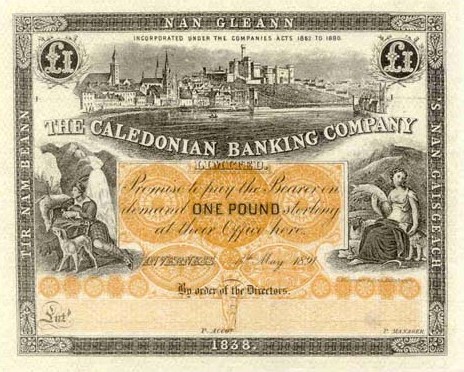 NAN GLEANN
INCORPORATED UNDER THE COMPANIES ACTS 1862 TO 1880
£1 £1
THE CALEDONIAN BANKING COMPANY
LIMITED.
TIR NAM BEANN
S NAN GAISGEACH
Promise to pay the Bearer on
demand ONE POUND sterling
at their Office here.
INVERNESS May 189
By order of the Directors.
Ent⁠d
P. ACCOT P. MANAGER
1838.